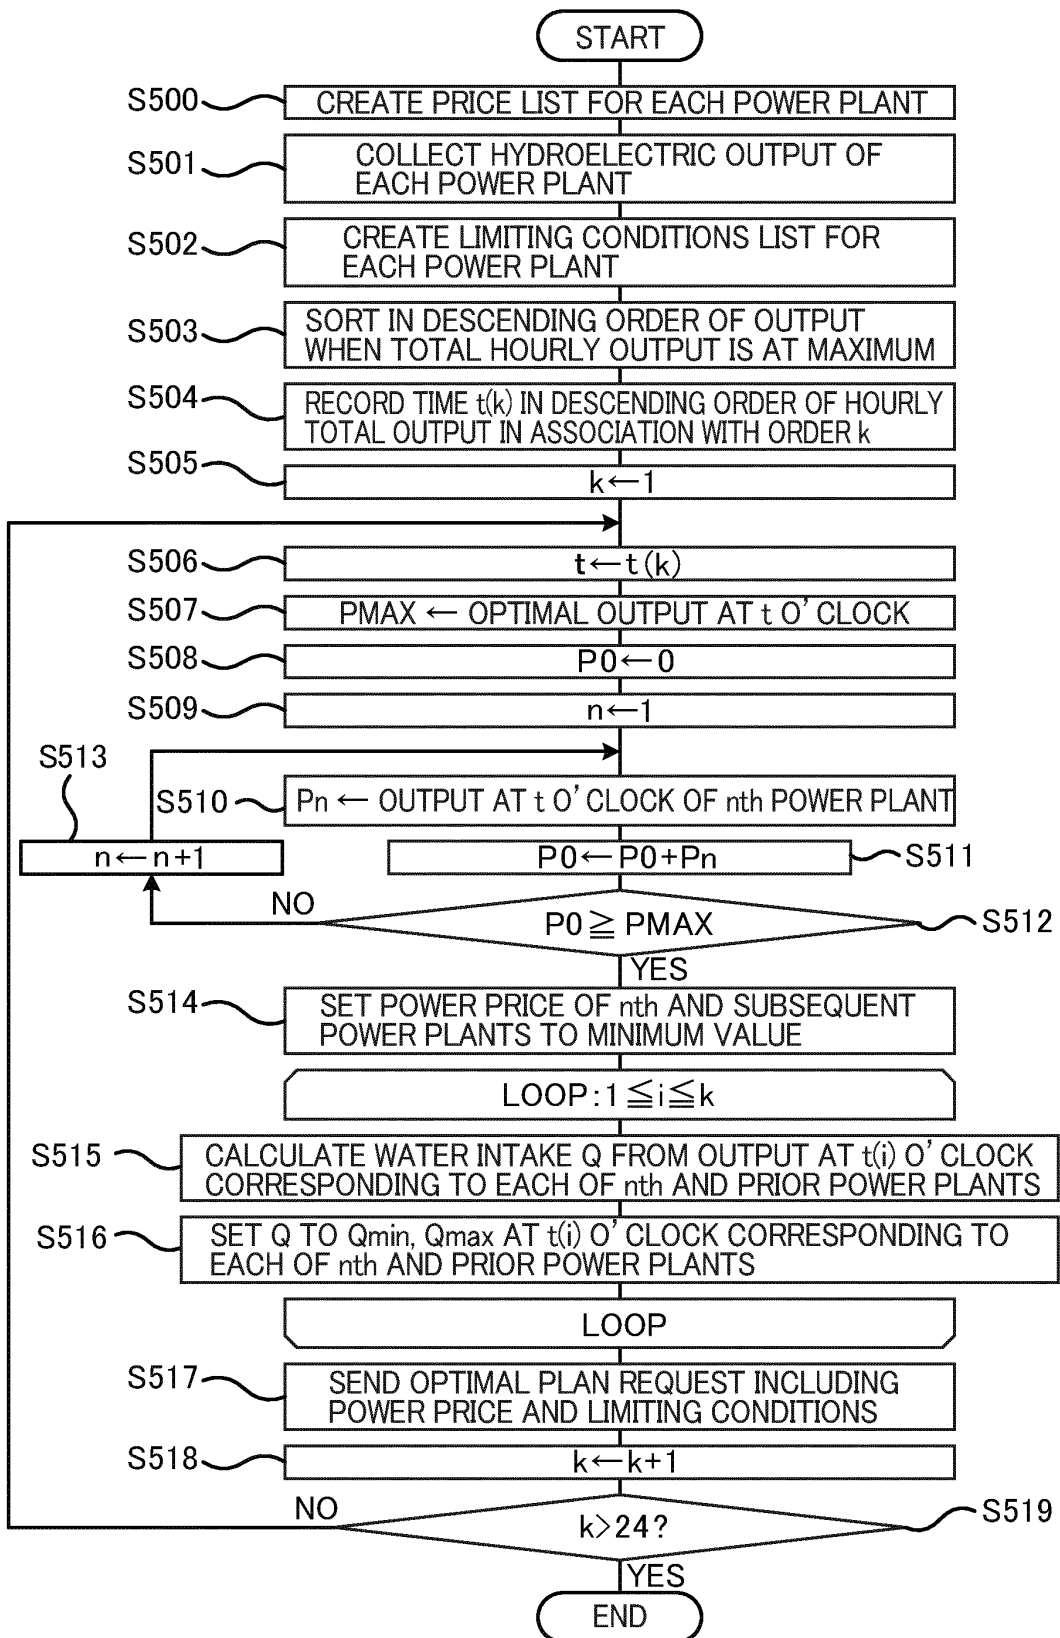 START
S500
CREATE PRICE LIST FOR EACH POWER PLANT
S501
COLLECT HYDROELECTRIC OUTPUT OF
EACH POWER PLANT
S502
CREATE LIMITING CONDITIONS LIST FOR
EACH POWER PLANT
S503
SORT IN DESCENDING ORDER OF OUTPUT
WHEN TOTAL HOURLY OUTPUT IS AT MAXIMUM
S504
RECORD TIME t(k) IN DESCENDING ORDER OF HOURLY
TOTAL OUTPUT IN ASSOCIATION WITH ORDER k
S505
k←1
S506
t←t(k)
S507
PMAX ← OPTIMAL OUTPUT AT t O'CLOCK
S508
P0←0
S509
n←1
S513
S510
Pn ← OUTPUT AT t O'CLOCK OF nth POWER PLANT
n←n+1
P0←P0+Pn
S511
NO
P0≧PMAX
S512
YES
S514
SET POWER PRICE OF nth AND SUBSEQUENT
POWER PLANTS TO MINIMUM VALUE
LOOP:1≦i≦k
S515
CALCULATE WATER INTAKE Q FROM OUTPUT AT t(i) O'CLOCK
CORRESPONDING TO EACH OF nth AND PRIOR POWER PLANTS
S516
SET Q TO Qmin, Qmax AT t(i) O'CLOCK CORRESPONDING TO
EACH OF nth AND PRIOR POWER PLANTS
LOOP
S517
SEND OPTIMAL PLAN REQUEST INCLUDING
POWER PRICE AND LIMITING CONDITIONS
S518
k←k+1
NO
k>24?
S519
YES
END